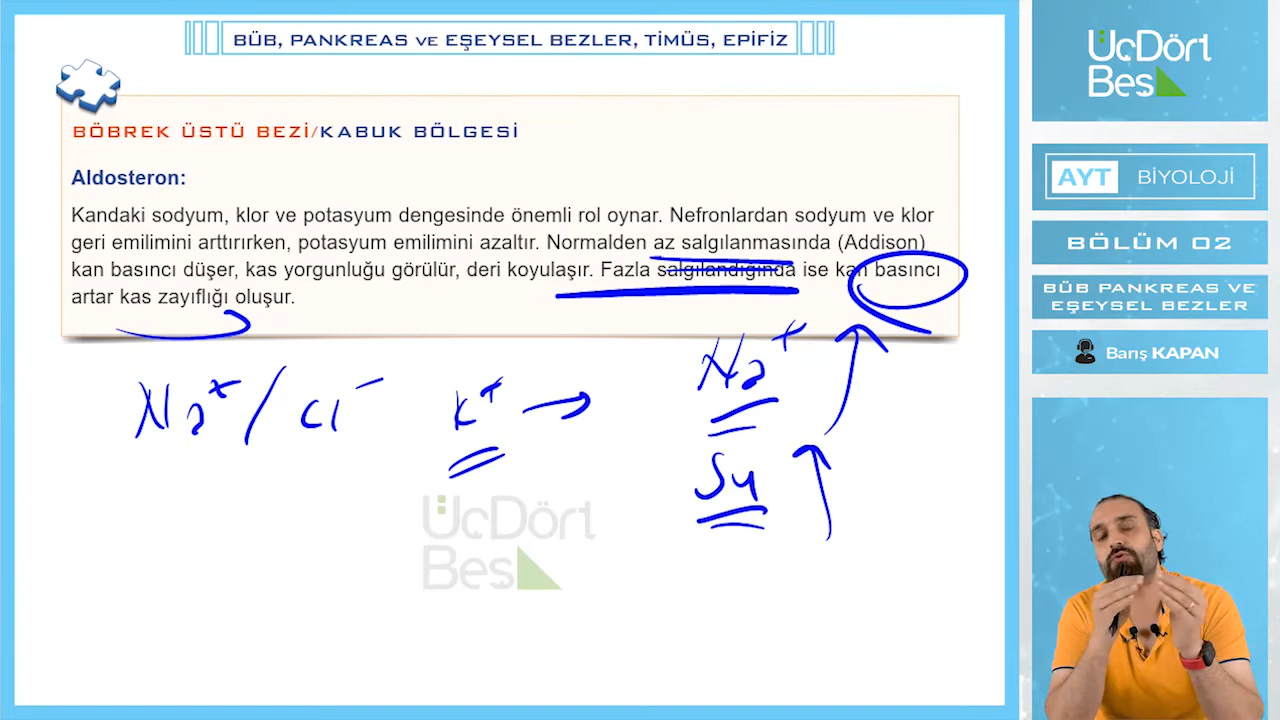 BÜB, PANKREAS VE EŞEYSEL BEZLER, TİMÜS, EPİFİZ
BÖBREK ÜSTÜ BEZİ/KABUK BÖLGESİ
Aldosteron:
Kandaki sodyum, klor ve potasyum dengesinde önemli rol oynar. Nefronlardan sodyum ve klor
geri emilimini arttırırken, potasyum emilimini azaltır. Normalden az salgılanmasında (Addison)
kan basıncı düşer, kas yorgunluğu görülür, deri koyulaşır. Fazla salgılandığında ise kan basıncı
artar kas zayıflığı oluşur.
Na+ / Cl- K+ → Na+ ↑
Su ↑
ÜçDört
Bes
ÜçDört
Bes
AYT BİYOLOJİ
BÖLÜM 02
BÜB PANKREAS VE
EŞEYSEL BEZLER
Barış KAPAN